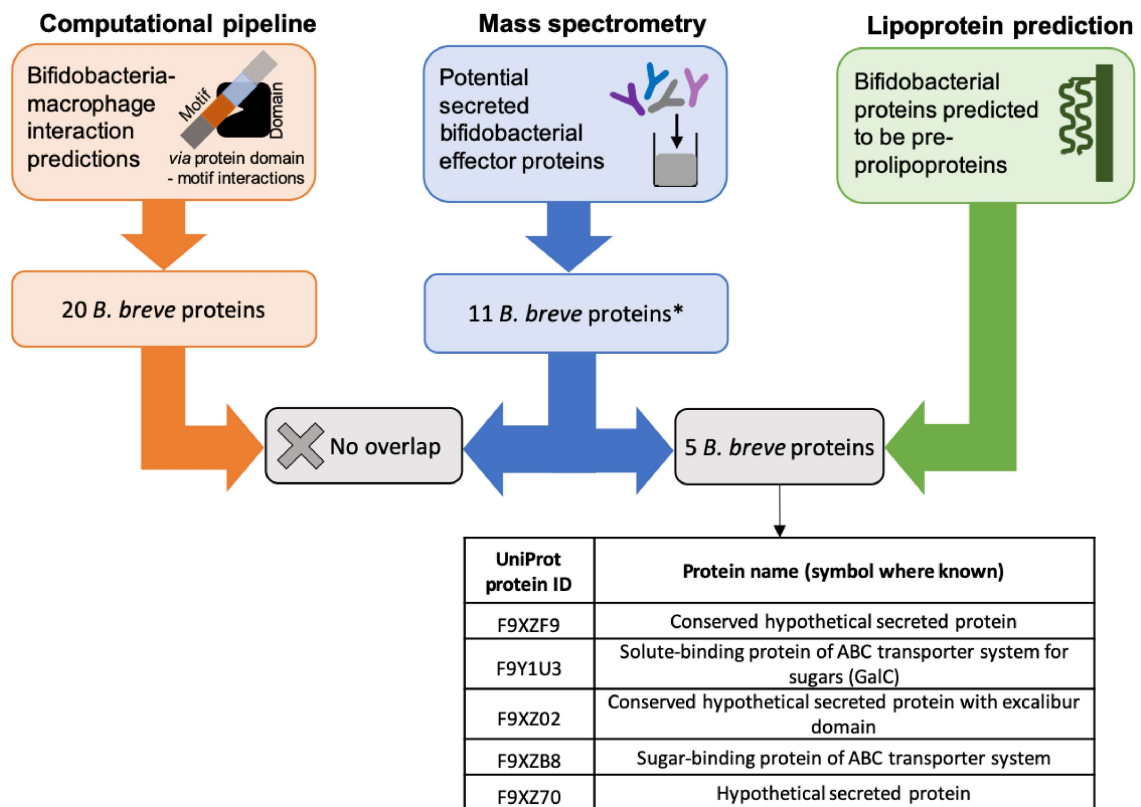 Computational pipeline
Mass spectrometry
Lipoprotein prediction
Bifidobacteria-
macrophage
interaction
predictions
Motif
Domain
via protein domain
- motif interactions
Potential
secreted
bifidobacterial
effector proteins
Bifidobacterial
proteins predicted
to be pre-
prolipoproteins
20 B. breve proteins
11 B. breve proteins*
No overlap
5 B. breve proteins
UniProt
protein ID
Protein name (symbol where known)
F9XZF9
Conserved hypothetical secreted protein
F9Y1U3
Solute-binding protein of ABC transporter system for
sugars (GalC)
F9XZ02
Conserved hypothetical secreted protein with excalibur
domain
F9XZB8
Sugar-binding protein of ABC transporter system
F9XZ70
Hypothetical secreted protein